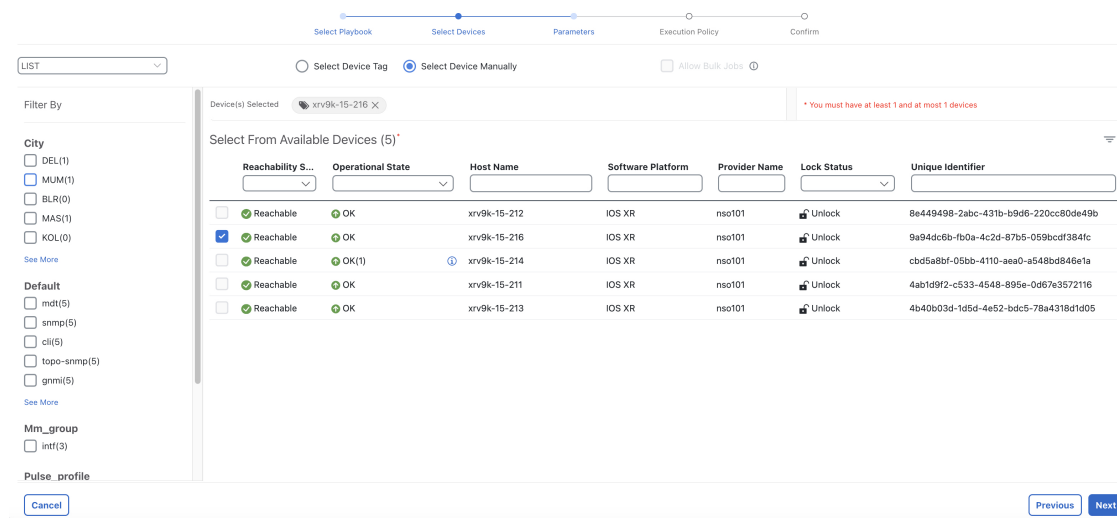 Select Playbook Select Devices Parameters Execution Policy Confirm
LIST Select Device Tag Select Device Manually Allow Bulk Jobs
Filter By
Device(s) Selected xrv9k-15-216 * You must have at least 1 and at most 1 devices
Select From Available Devices (5)*
City
DEL(1)
MUM(1)
BLR(0)
MAS(1)
KOL(0)
See More
Default
mdt(5)
snmp(5)
cli(5)
topo-snmp(5)
gnmi(5)
See More
Mm_group
intf(3)
Pulse_profile
Reachability S... Operational State Host Name Software Platform Provider Name Lock Status Unique Identifier
Reachable OK xrv9k-15-212 IOS XR nso101 Unlock 8e449498-2abc-431b-b9d6-220cc80de49b
Reachable OK xrv9k-15-216 IOS XR nso101 Unlock 9a94dc6b-fb0a-4c2d-87b5-059bcdf384fc
Reachable OK(1) xrv9k-15-214 IOS XR nso101 Unlock cbd5a8bf-05bb-4110-aea0-a548bd846e1a
Reachable OK xrv9k-15-211 IOS XR nso101 Unlock 4ab1d9f2-c533-4548-895e-0d67e3572116
Reachable OK xrv9k-15-213 IOS XR nso101 Unlock 4b40b03d-1d5d-4e52-bdc5-78a4318d1d05
Cancel Previous Next